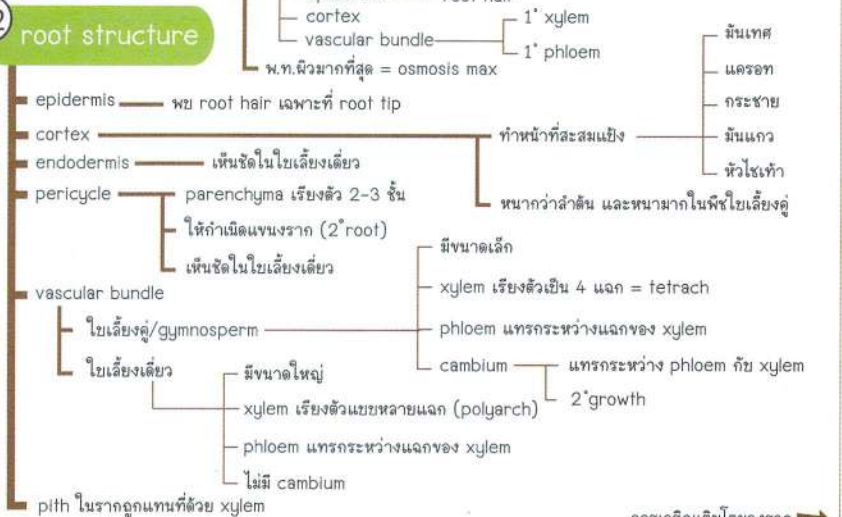 2
root structure
cortex
vascular bundle
1° xylem
1° phloem
พ.ท.ผิวมากที่สุด = osmosis max
epidermis
พบ root hair เฉพาะที่ root tip
cortex
ทำหน้าที่สะสมแป้ง
มันเทศ
แครอท
กระชาย
มันแกว
หัวไชเท้า
หนากว่าลำต้น และหนามากในพืชใบเลี้ยงคู่
endodermis
เห็นชัดในใบเลี้ยงเดี่ยว
pericycle
parenchyma เรียงตัว 2-3 ชั้น
ให้กำเนิดแขนงราก (2°root)
เห็นชัดในใบเลี้ยงเดี่ยว
vascular bundle
ใบเลี้ยงคู่/gymnosperm
มีขนาดเล็ก
xylem เรียงตัวเป็น 4 แฉก = tetrach
phloem แทรกระหว่างแฉกของ xylem
cambium
แทรกระหว่าง phloem กับ xylem
2°growth
ใบเลี้ยงเดี่ยว
มีขนาดใหญ่
xylem เรียงตัวแบบหลายแฉก (polyarch)
phloem แทรกระหว่างแฉกของ xylem
ไม่มี cambium
pith ในรากถูกแทนที่ด้วย xylem